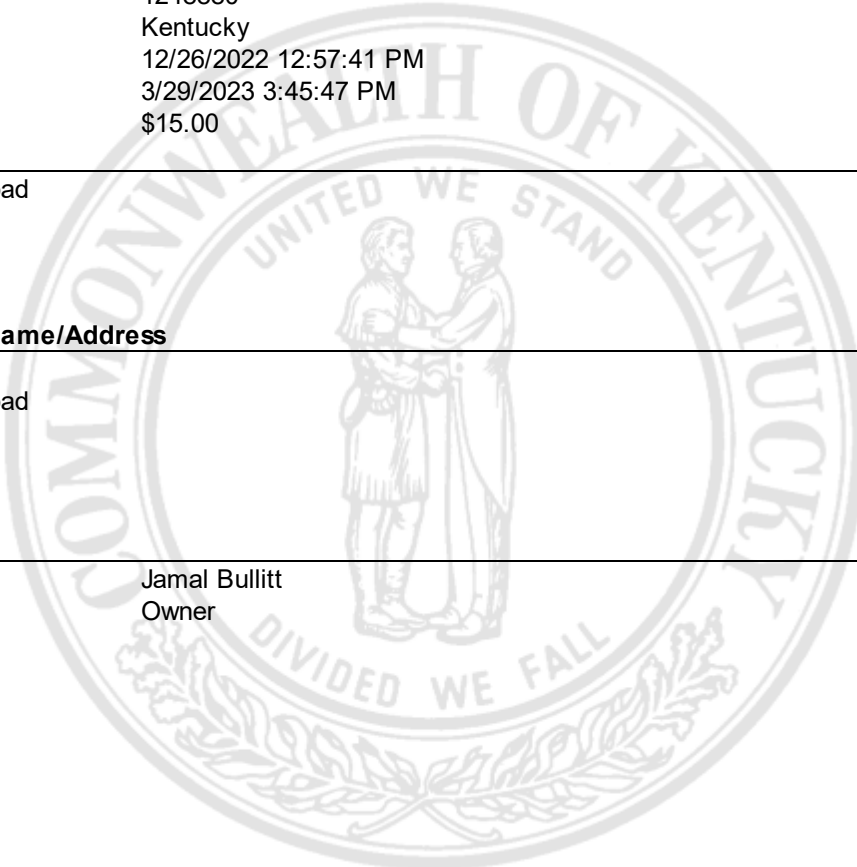 Kentucky
12/26/2022 12:57:41 PM
3/29/2023 3:45:47 PM
$15.00
ad
ame/Address
ad
Jamal Bullitt
Owner
COMMONWEALTH OF KENTUCKY
UNITED WE STAND
DIVIDED WE FALL